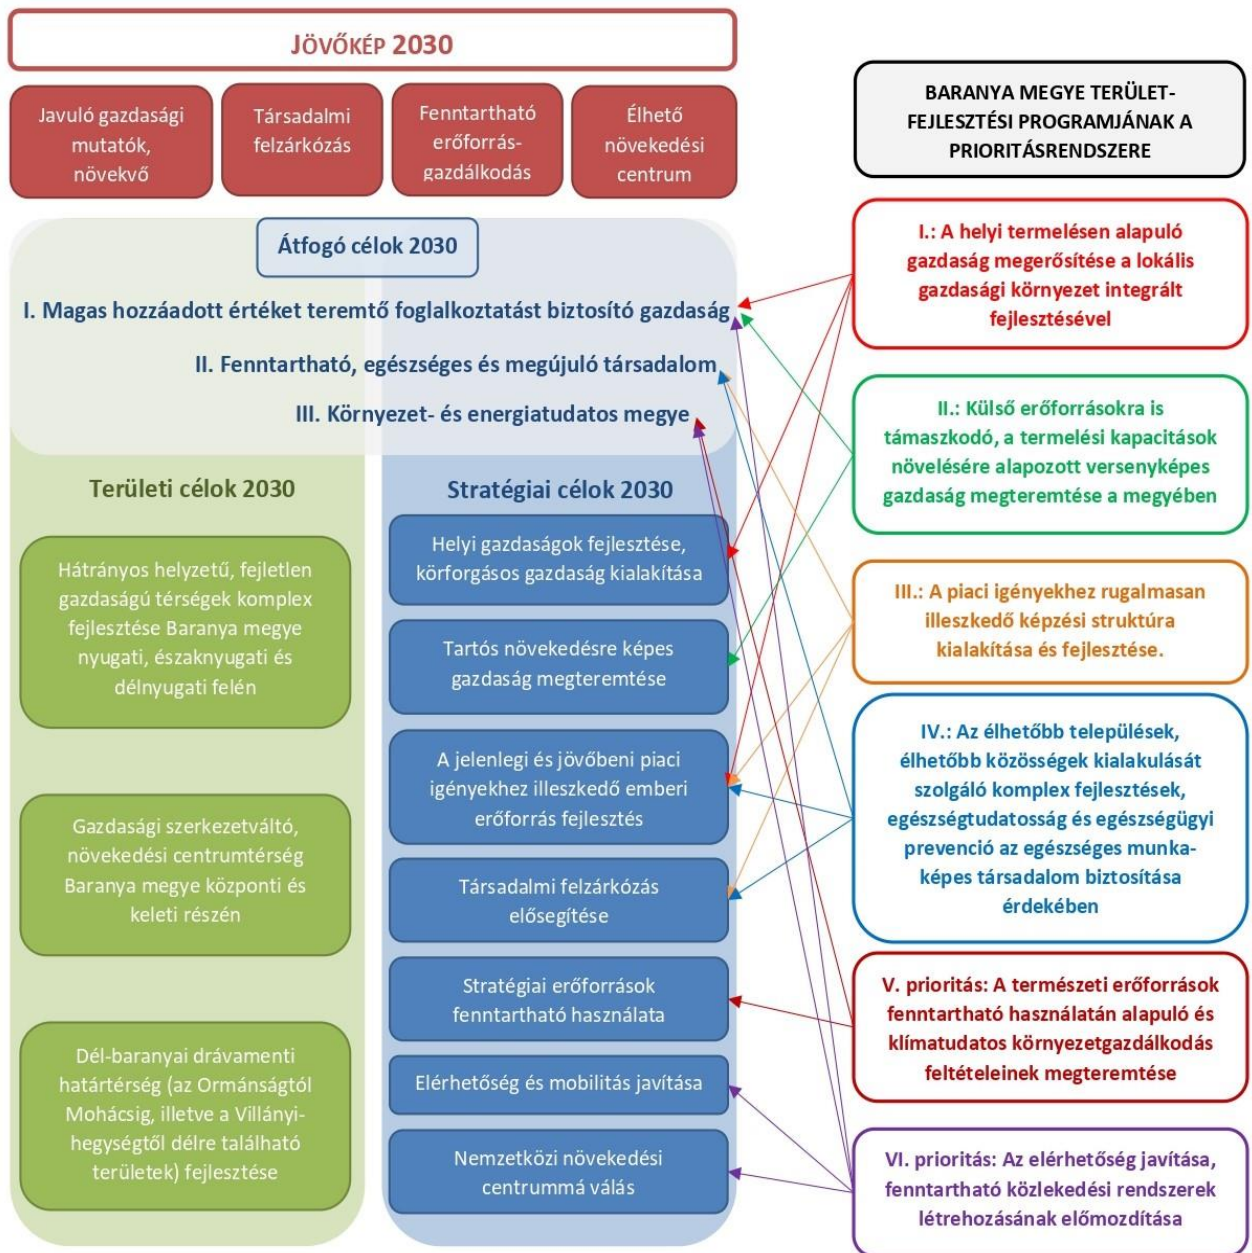 JÖVŐKÉP 2030
Javuló gazdasági
mutatók,
növekvő
Társadalmi
felzárkózás
Fenntartható
erőforrás-
gazdálkodás
Élhető
növekedési
centrum
Átfogó célok 2030
I. Magas hozzáadott értéket teremtő foglalkoztatást biztosító gazdaság
II. Fenntartható, egészséges és megújuló társadalom
III. Környezet- és energiatudatos megye
Területi célok 2030
Hátrányos helyzetű, fejletlen
gazdaságú térségek komplex
fejlesztése Baranya megye
nyugati, északnyugati és
délnyugati felén
Gazdasági szerkezetváltó,
növekedési centrumtérség
Baranya megye központi és
keleti részén
Dél-baranyai drávamenti
határtérség (az Ormánságtól
Mohácsig, illetve a Villányi-
hegységtől délre található
területek) fejlesztése
Stratégiai célok 2030
Helyi gazdaságok fejlesztése,
körforgásos gazdaság kialakítása
Tartós növekedésre képes
gazdaság megteremtése
A jelenlegi és jövőbeni piaci
igényekhez illeszkedő emberi
erőforrás fejlesztés
Társadalmi felzárkózás
elősegítése
Stratégiai erőforrások
fenntartható használata
Elérhetőség és mobilitás javítása
Nemzetközi növekedési
centrummá válás
BARANYA MEGYE TERÜLET-
FEJLESZTÉSI PROGRAMJÁNAK A
PRIORITÁSRENDSZERE
I.: A helyi termelésen alapuló
gazdaság megerősítése a lokális
gazdasági környezet integrált
fejlesztésével
II.: Külső erőforrásokra is
támaszkodó, a termelési kapacitások
növelésére alapozott versenyképes
gazdaság megteremtése a megyében
III.: A piaci igényekhez rugalmasan
illeszkedő képzési struktúra
kialakítása és fejlesztése.
IV.: Az élhetőbb települések,
élhetőbb közösségek kialakulását
szolgáló komplex fejlesztések,
egészségtudatosság és egészségügyi
prevenció az egészséges munka-
képes társadalom biztosítása
érdekében
V. prioritás: A természeti erőforrások
fenntartható használatán alapuló és
klímatudatos környezetgazdálkodás
feltételeinek megteremtése
VI. prioritás: Az elérhetőség javítása,
fenntartható közlekedési rendszerek
létrehozásának előmozdítása